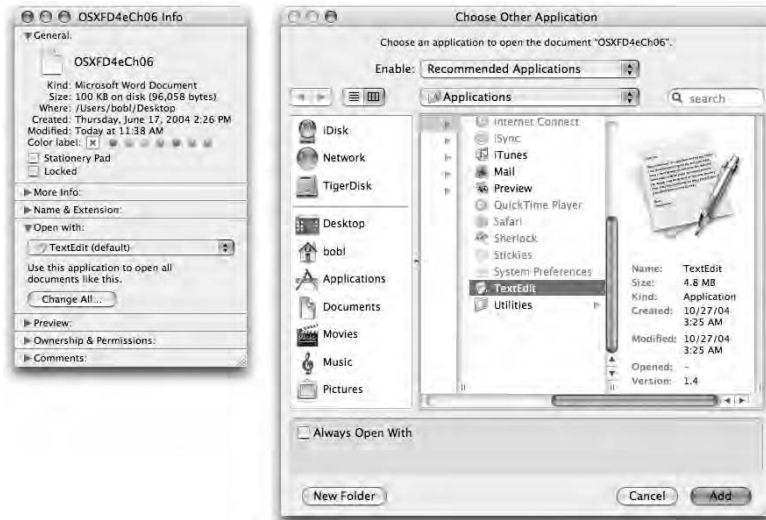 OSXFD4eCh06 Info
General:
OSXFD4eCh06
Kind: Microsoft Word Document
Size: 100 KB on disk (96,058 bytes)
Where: /Users/bobl/Desktop
Created: Thursday, June 17, 2004 2:26 PM
Modified: Today at 11:38 AM
Color label:
Stationery Pad
Locked
More Info:
Name & Extension:
Open with:
TextEdit (default)
Use this application to open all
documents like this.
Change All...
Preview:
Ownership & Permissions:
Comments:
Choose Other Application
Choose an application to open the document "OSXFD4eCh06".
Enable: Recommended Applications
Applications
search
iDisk
Network
TigerDisk
Desktop
bobl
Applications
Documents
Movies
Music
Pictures
Internet Connect
iSync
iTunes
Mail
Preview
QuickTime Player
Safari
Sherlock
Stickies
System Preferences
TextEdit
Utilities
Name: TextEdit
Size: 4.8 MB
Kind: Application
Created: 10/27/04
3:25 AM
Modified: 10/27/04
3:25 AM
Opened: -
Version: 1.4
Always Open With
New Folder
Cancel
Add